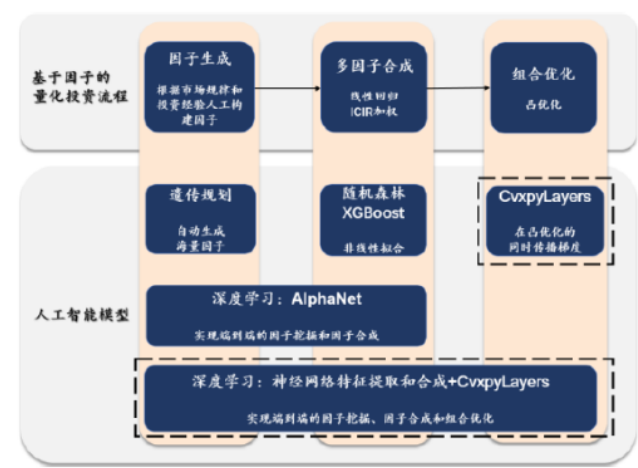 基于因子的
量化投资流程
因子生成
根据市场规律和
投资经验人工构
建因子
多因子合成
线性回归
ICIR加权
组合优化
凸优化
人工智能模型
遗传规划
自动生成
海量因子
随机森林
XGBoost
非线性拟合
CvxpyLayers
在凸优化的
同时传播梯度
深度学习：AlphaNet
实现端到端的因子挖掘和因子合成
深度学习：神经网络特征提取和合成+CvxpyLayers
实现端到端的因子挖掘、因子合成和组合优化